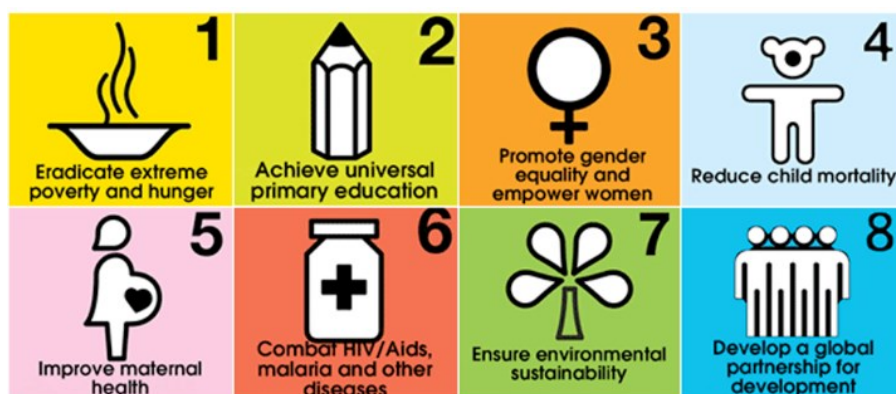 1
Eradicate extreme
poverty and hunger
2
Achieve universal
primary education
3
Promote gender
equality and
empower women
4
Reduce child mortality
5
Improve maternal
health
6
Combat HIV/Aids,
malaria and other
diseases
7
Ensure environmental
sustainability
8
Develop a global
partnership for
development